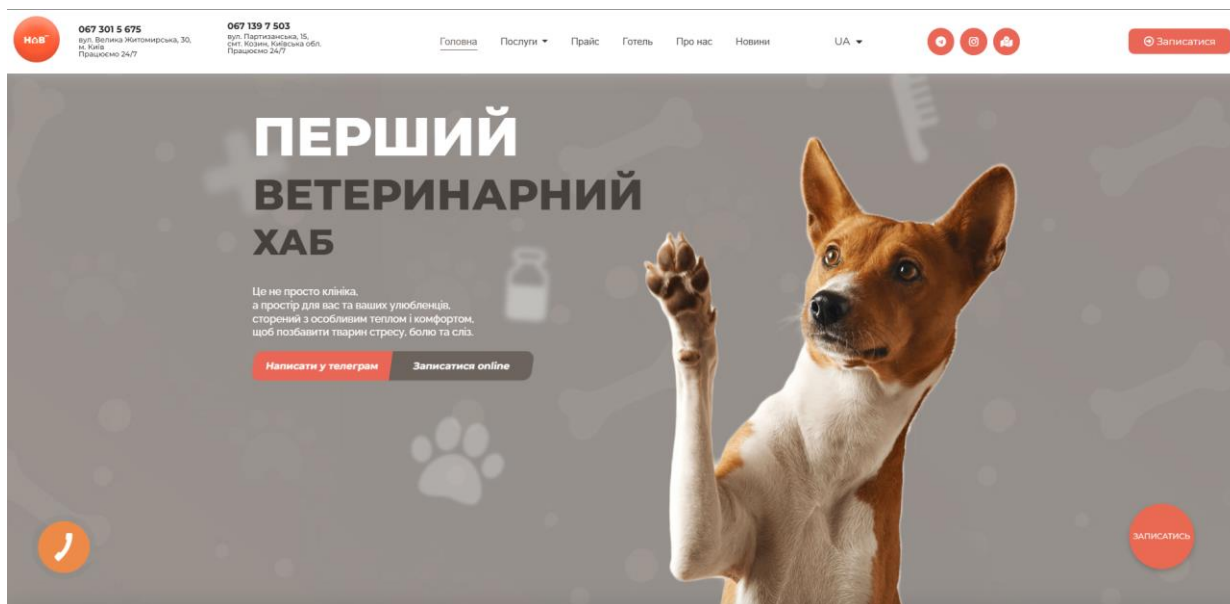 НОВ
067 301 5 675
вул. Велика Житомирська, 30,
м. Київ
Працюємо 24/7
067 139 7 503
вул. Партизанська, 15,
смт. Козин, Київська обл.
Працюємо 24/7
Головна
Послуги
Прайс
Готель
Про нас
Новини
UA
Записатися
ПЕРШИЙ
ВЕТЕРИНАРНИЙ
ХАБ
Це не просто клініка,
а простір для вас та ваших улюбленців,
сторений з особливим теплом і комфортом,
щоб позбавити тварин стресу, болю та сліз.
Написати у телеграм
Записатися online
ЗАПИСАТИСЬ